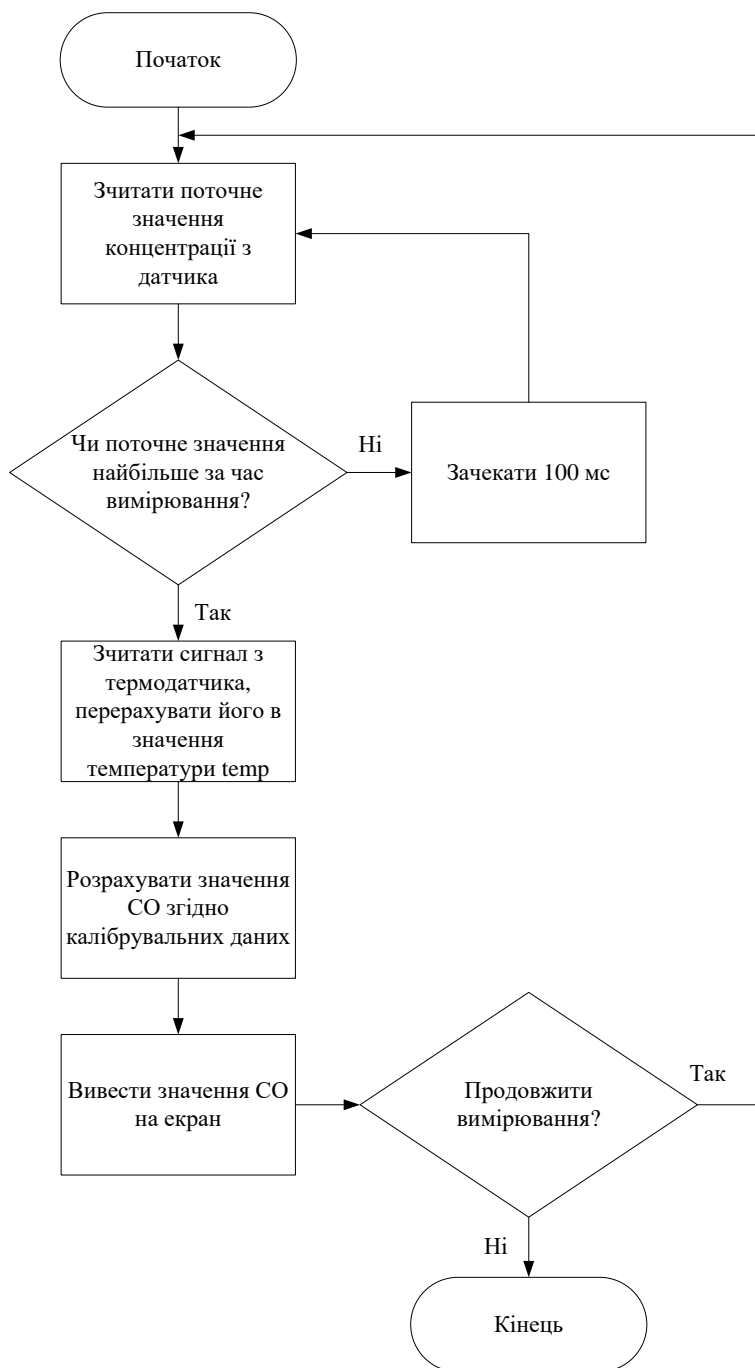 Початок
Зчитати поточне
значення
концентрації з
датчика
Чи поточне значення
найбільше за час
вимірювання?
Ні
Зачекати 100 мс
Так
Зчитати сигнал з
термодатчика,
перерахувати його в
значення
температури temp
Розрахувати значення
СО згідно
калібрувальних даних
Вивести значення СО
на екран
Продовжити
вимірювання?
Так
Ні
Кінець